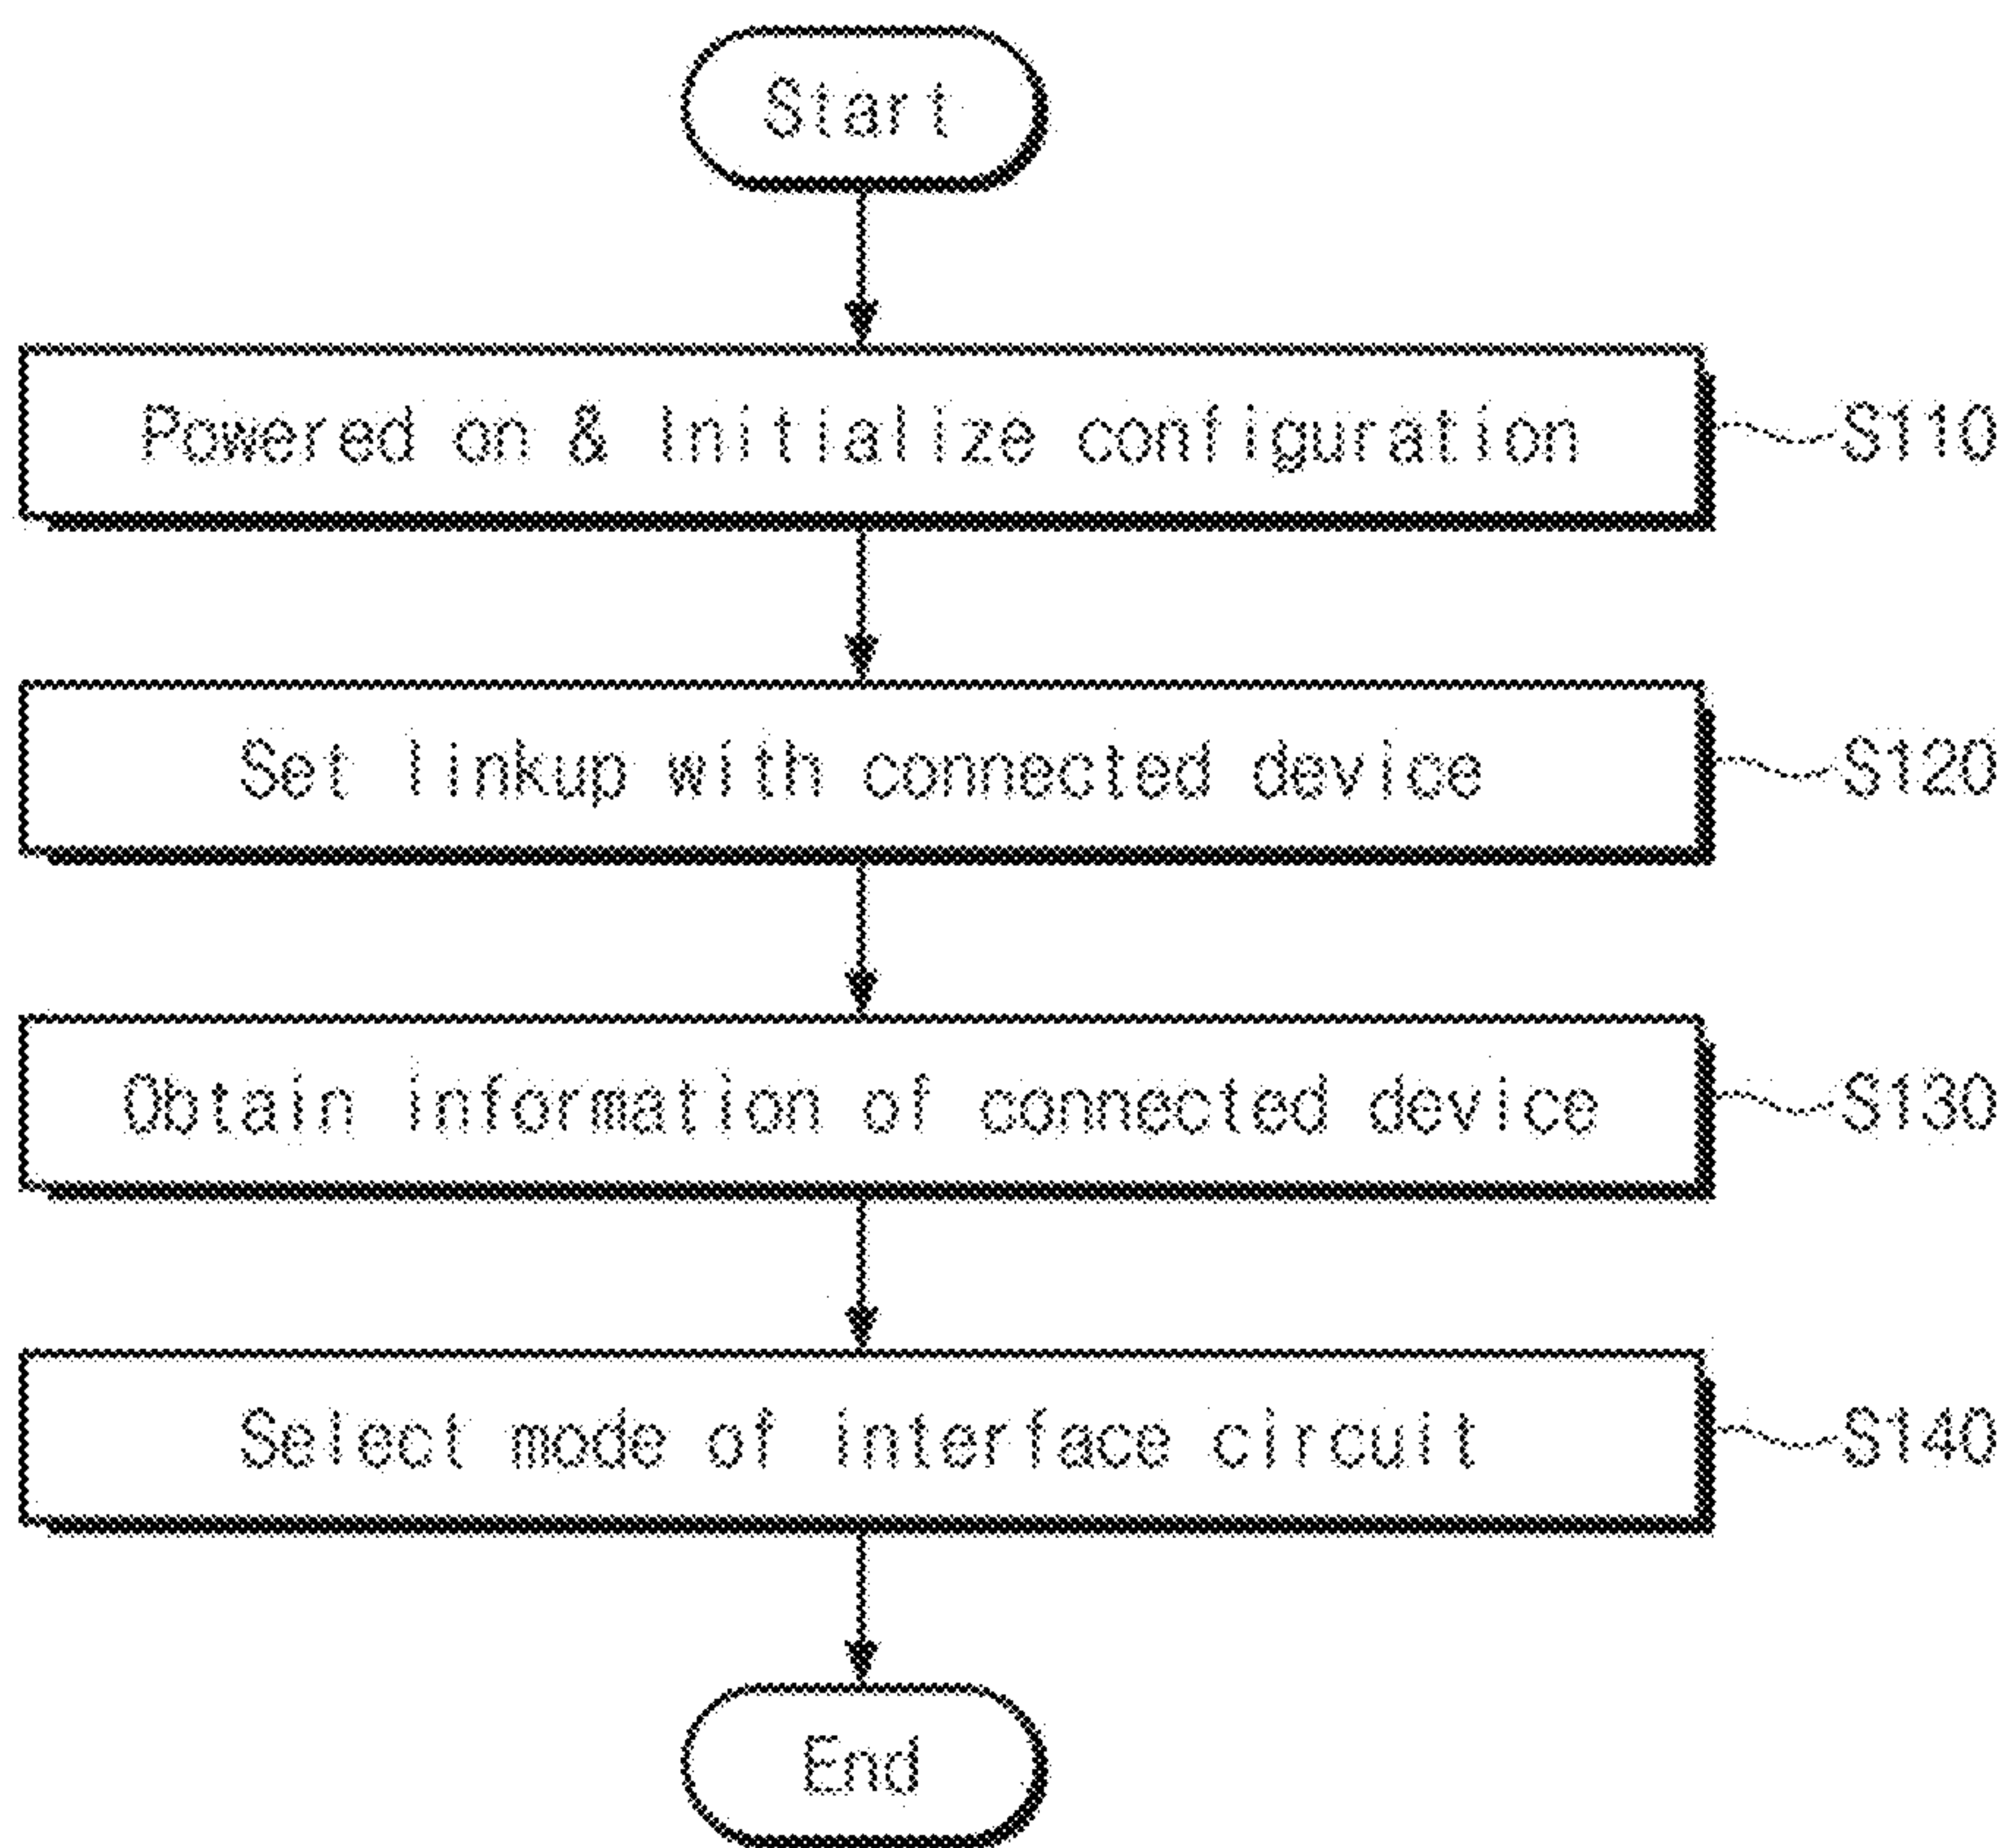 Start
Powered on & Initialize configuration
S110
Set linkup with connected device
S120
Obtain information of connected device
S130
Select mode of interface circuit
S140
End